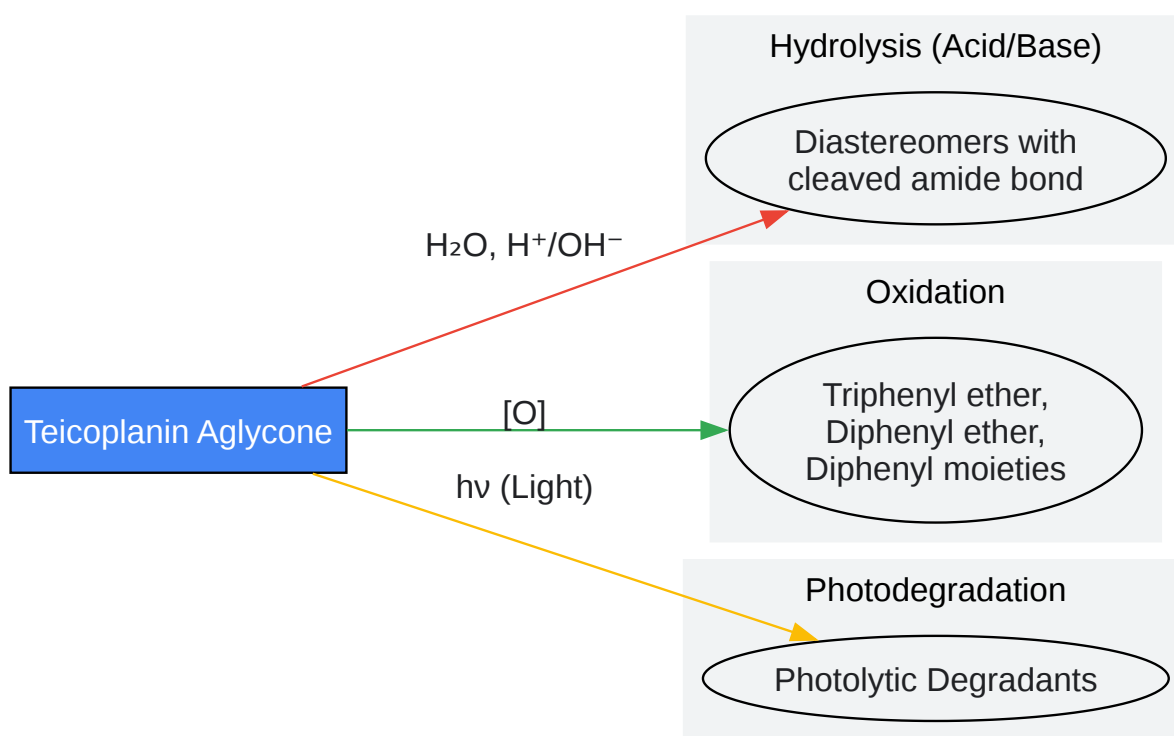 Hydrolysis (Acid/Base)
Diastereomers with
cleaved amide bond
H₂O, H⁺/OH⁻
Oxidation
Teicoplanin Aglycone
[O]
Triphenyl ether,
Diphenyl ether,
Diphenyl moieties
hν (Light)
Photodegradation
Photolytic Degradants